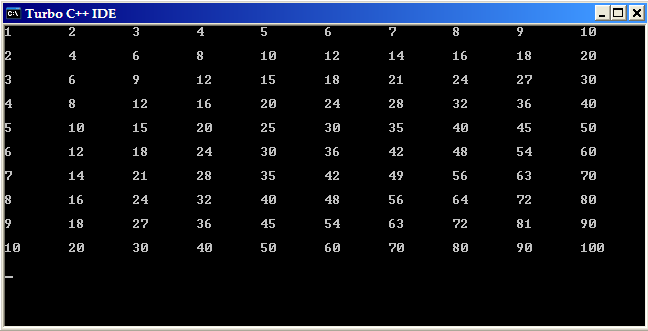 Turbo C++ IDE
1 2 3 4 5 6 7 8 9 10
2 4 6 8 10 12 14 16 18 20
3 6 9 12 15 18 21 24 27 30
4 8 12 16 20 24 28 32 36 40
5 10 15 20 25 30 35 40 45 50
6 12 18 24 30 36 42 48 54 60
7 14 21 28 35 42 49 56 63 70
8 16 24 32 40 48 56 64 72 80
9 18 27 36 45 54 63 72 81 90
10 20 30 40 50 60 70 80 90 100
_